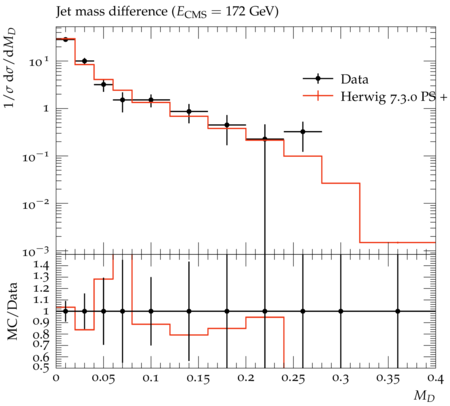 Jet mass difference (E_CMS = 172 GeV)
1/σ dσ/dM_D
10^1
1
10^−1
10^−2
10^−3
Data
Herwig 7.3.0 PS +
MC/Data
1.4
1.3
1.2
1.1
1
0.9
0.8
0.7
0.6
0.5
0 0.05 0.1 0.15 0.2 0.25 0.3 0.35 0.4
M_D